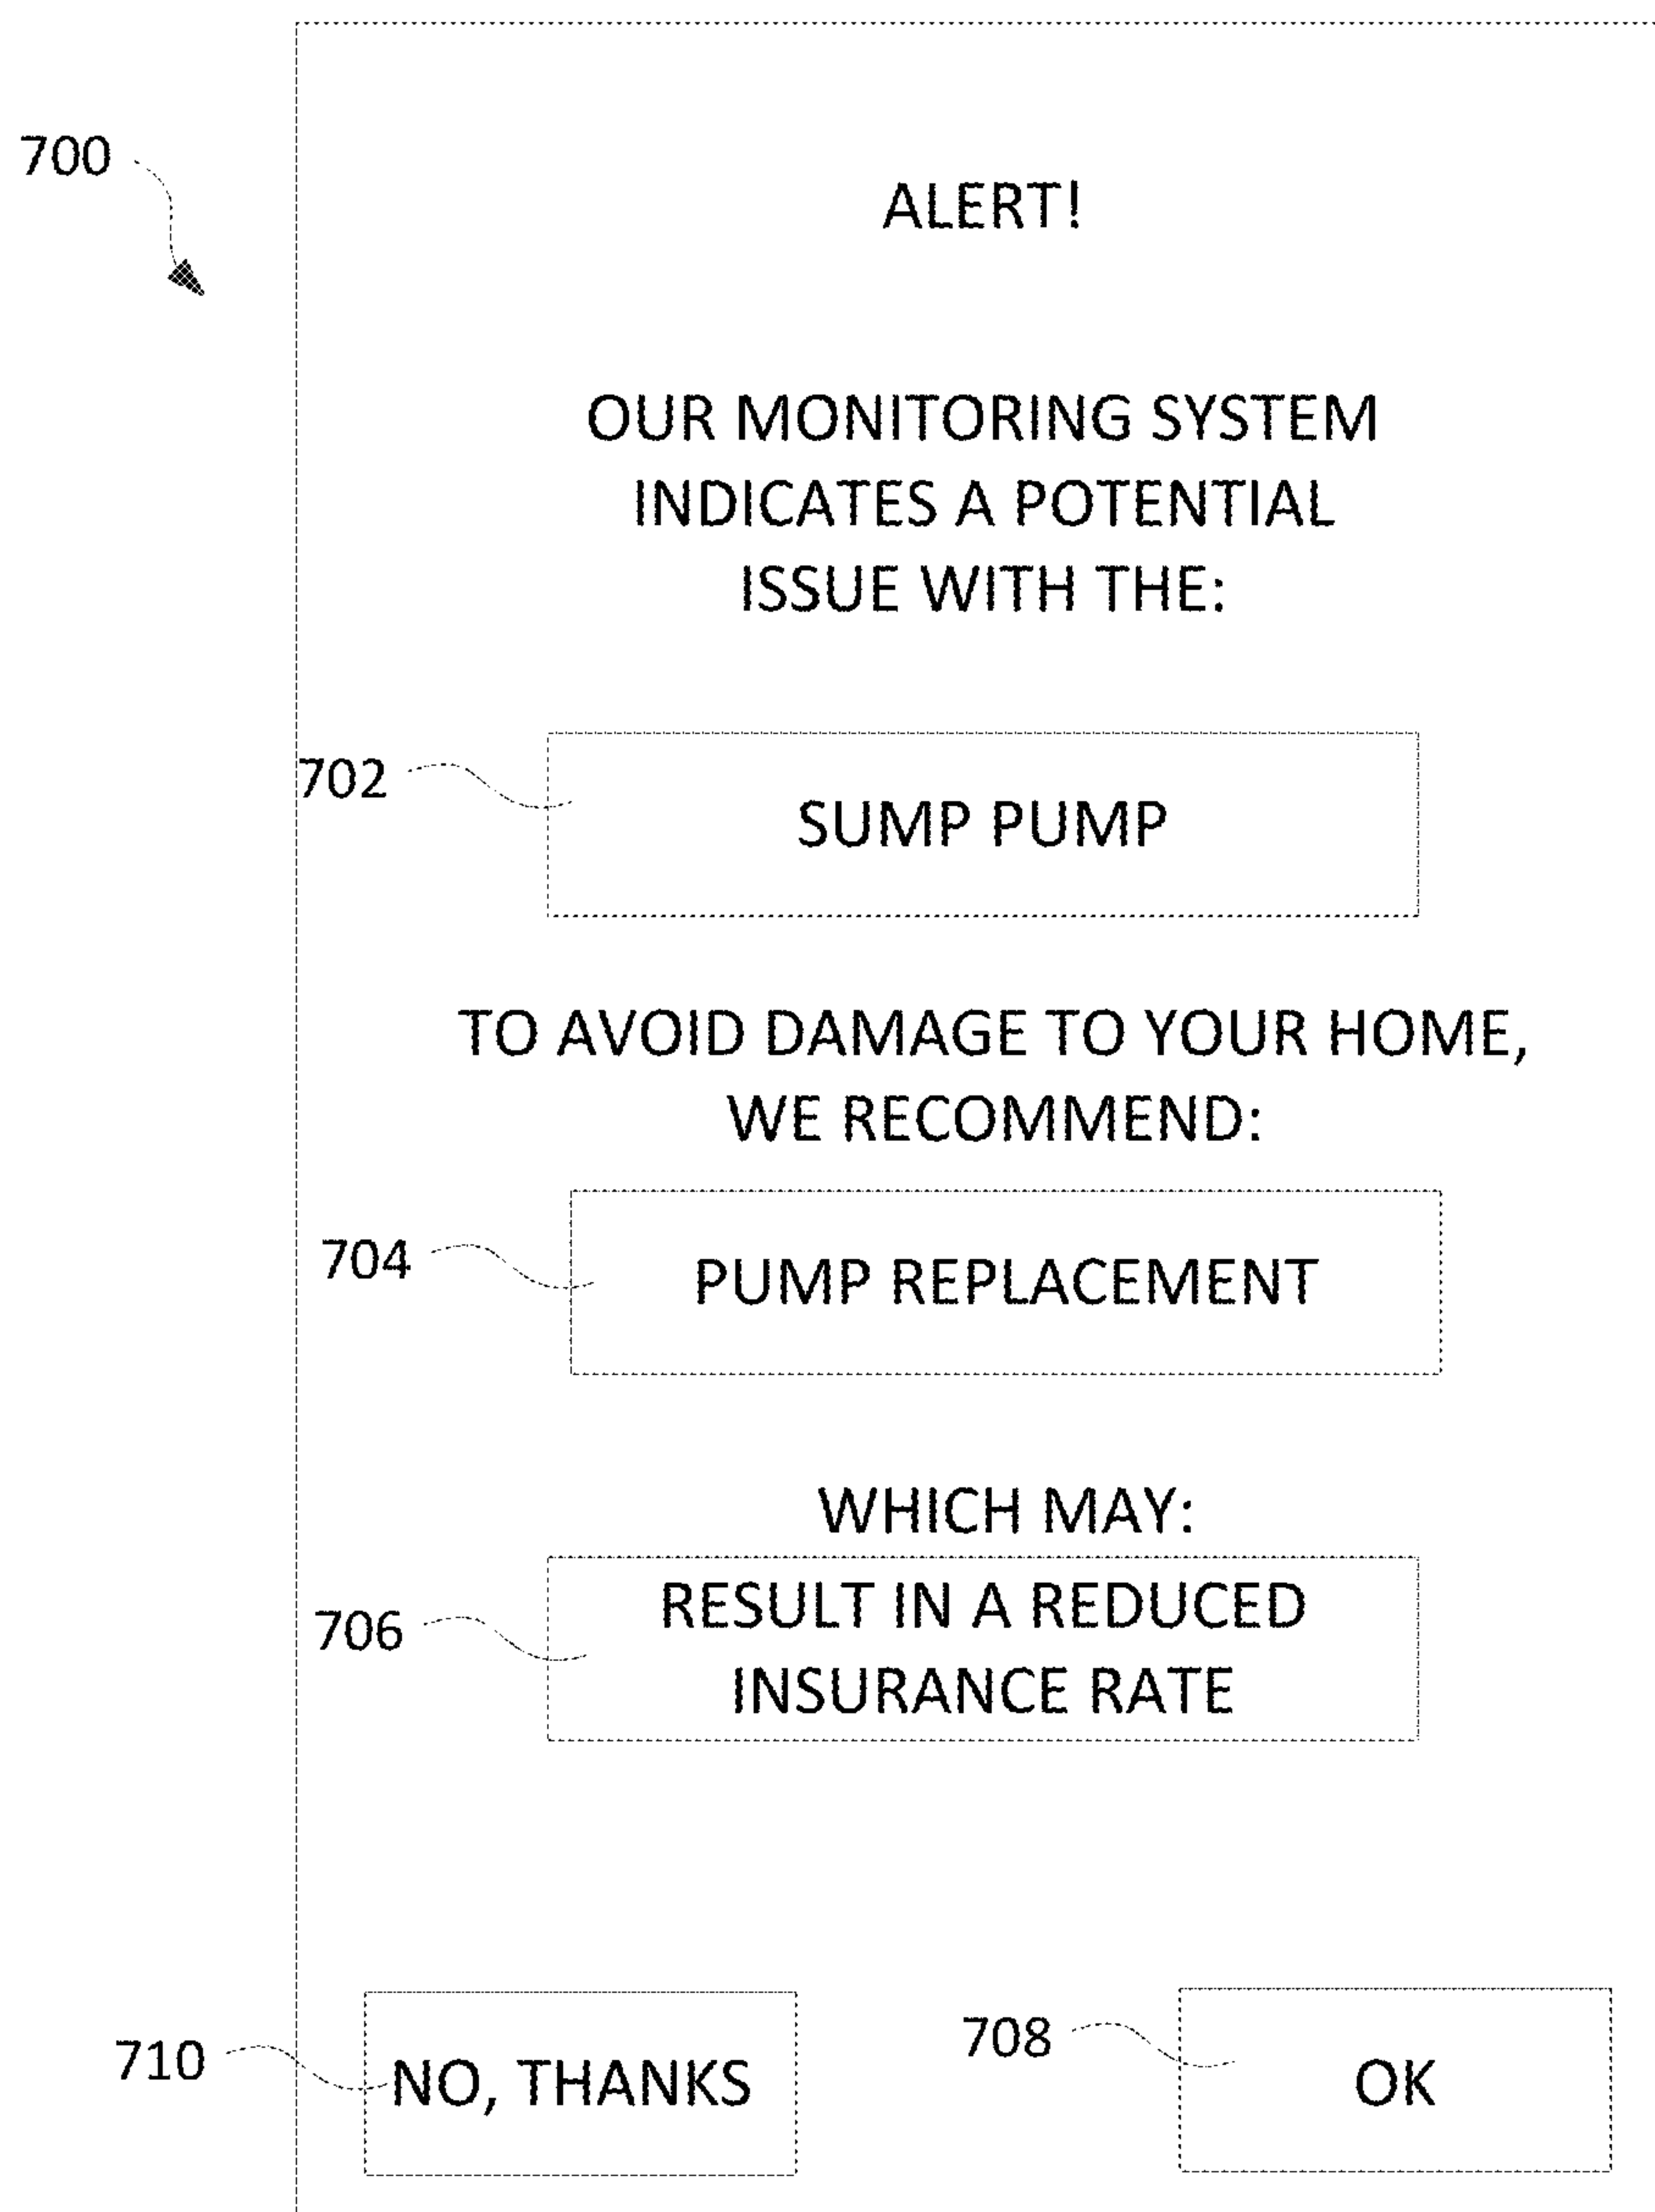 700
ALERT!
OUR MONITORING SYSTEM
INDICATES A POTENTIAL
ISSUE WITH THE:
702
SUMP PUMP
TO AVOID DAMAGE TO YOUR HOME,
WE RECOMMEND:
704
PUMP REPLACEMENT
WHICH MAY:
706
RESULT IN A REDUCED
INSURANCE RATE
710
NO, THANKS
708
OK